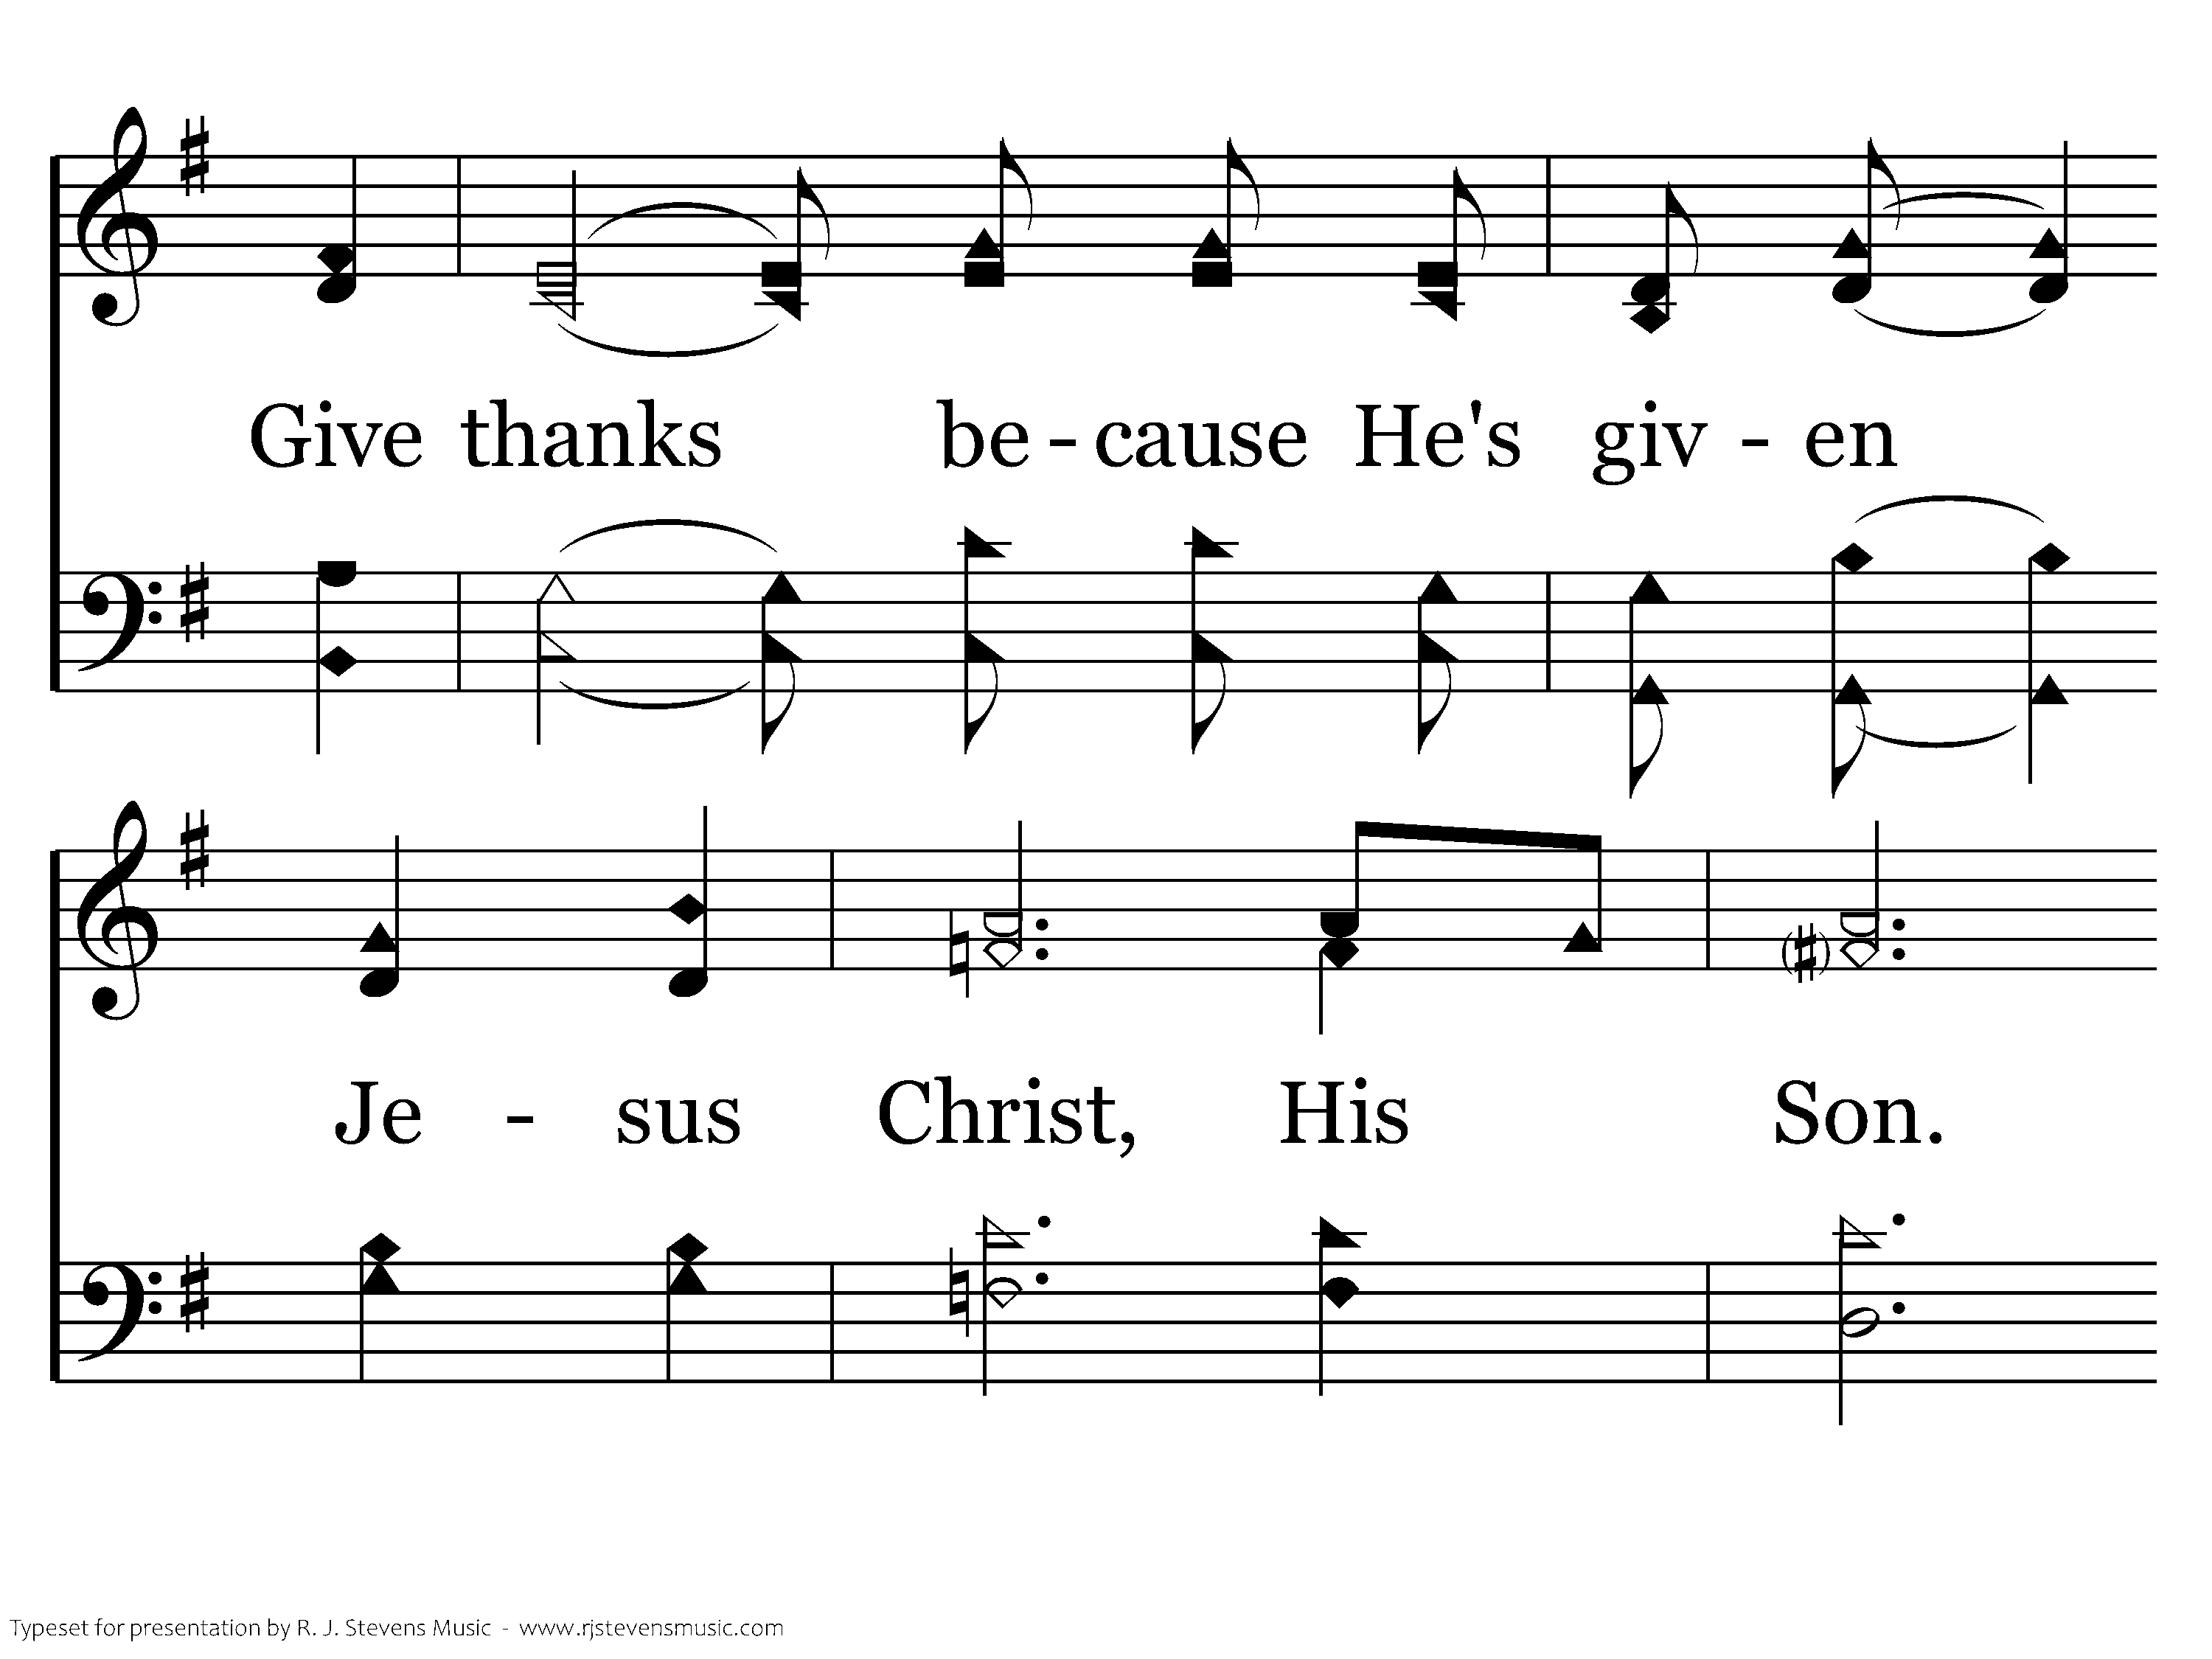 Give thanks be - cause He's giv - en
Je - sus Christ, His Son.
Typeset for presentation by R. J. Stevens Music - www.rjstevensmusic.com